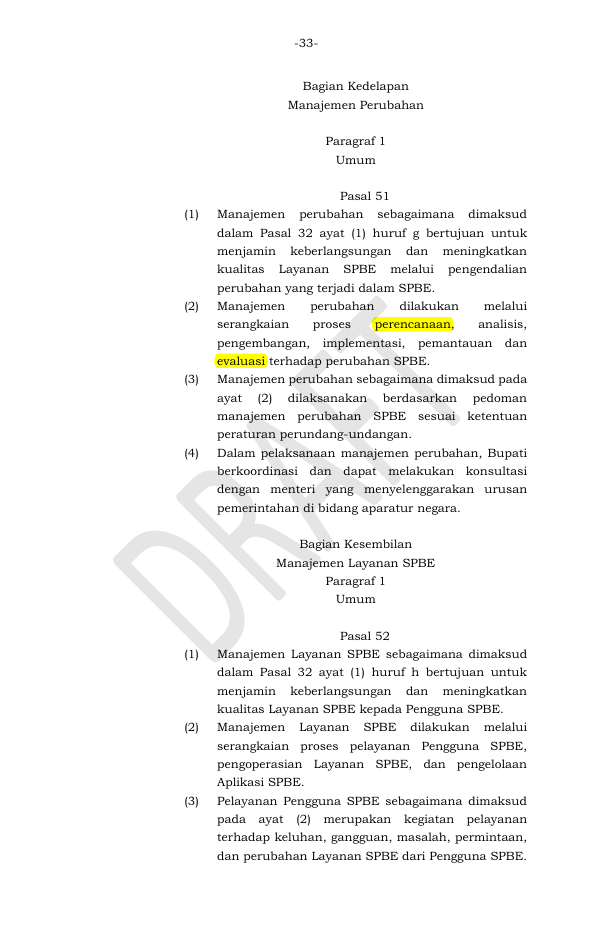 -33-
Bagian Kedelapan
Manajemen Perubahan
Paragraf 1
Umum
Pasal 51
(1) Manajemen perubahan sebagaimana dimaksud
dalam Pasal 32 ayat (1) huruf g bertujuan untuk
menjamin keberlangsungan dan meningkatkan
kualitas Layanan SPBE melalui pengendalian
perubahan yang terjadi dalam SPBE.
(2) Manajemen perubahan dilakukan melalui
serangkaian proses perencanaan, analisis,
pengembangan, implementasi, pemantauan dan
evaluasi terhadap perubahan SPBE.
(3) Manajemen perubahan sebagaimana dimaksud pada
ayat (2) dilaksanakan berdasarkan pedoman
manajemen perubahan SPBE sesuai ketentuan
peraturan perundang-undangan.
(4) Dalam pelaksanaan manajemen perubahan, Bupati
berkoordinasi dan dapat melakukan konsultasi
dengan menteri yang menyelenggarakan urusan
pemerintahan di bidang aparatur negara.
Bagian Kesembilan
Manajemen Layanan SPBE
Paragraf 1
Umum
Pasal 52
(1) Manajemen Layanan SPBE sebagaimana dimaksud
dalam Pasal 32 ayat (1) huruf h bertujuan untuk
menjamin keberlangsungan dan meningkatkan
kualitas Layanan SPBE kepada Pengguna SPBE.
(2) Manajemen Layanan SPBE dilakukan melalui
serangkaian proses pelayanan Pengguna SPBE,
pengoperasian Layanan SPBE, dan pengelolaan
Aplikasi SPBE.
(3) Pelayanan Pengguna SPBE sebagaimana dimaksud
pada ayat (2) merupakan kegiatan pelayanan
terhadap keluhan, gangguan, masalah, permintaan,
dan perubahan Layanan SPBE dari Pengguna SPBE.
DRAFT